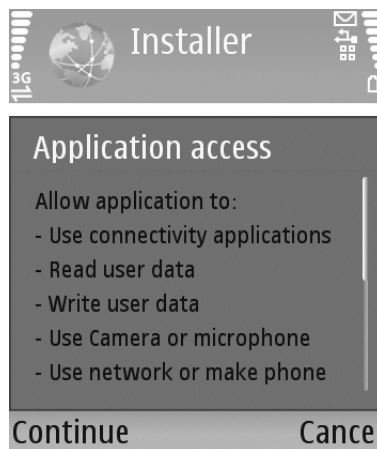 Installer
3G
Application access
Allow application to:
- Use connectivity applications
- Read user data
- Write user data
- Use Camera or microphone
- Use network or make phone
Continue
Cance